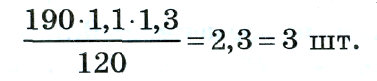 190·1,1·1,3
120
= 2,3 = 3 шт.